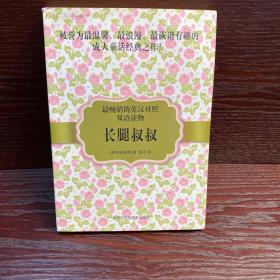 被誉为最温馨、最浪漫、最诙谐有趣的
成人童话经典之作！
最畅销的英汉对照
双语读物
长腿叔叔